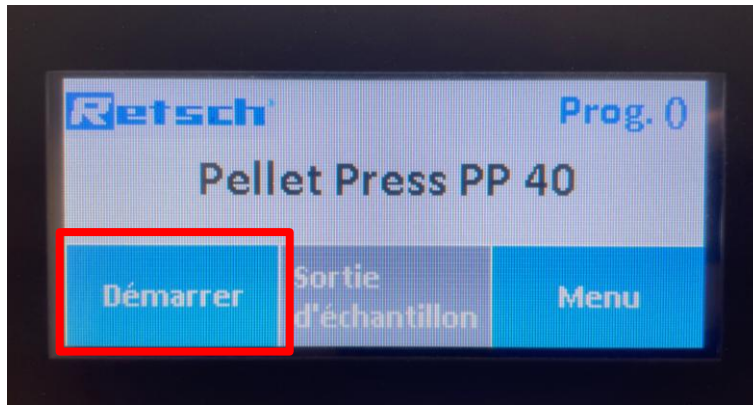 Retsch
Prog. 0
Pellet Press PP 40
Démarrer
Sortie
d'échantillon
Menu